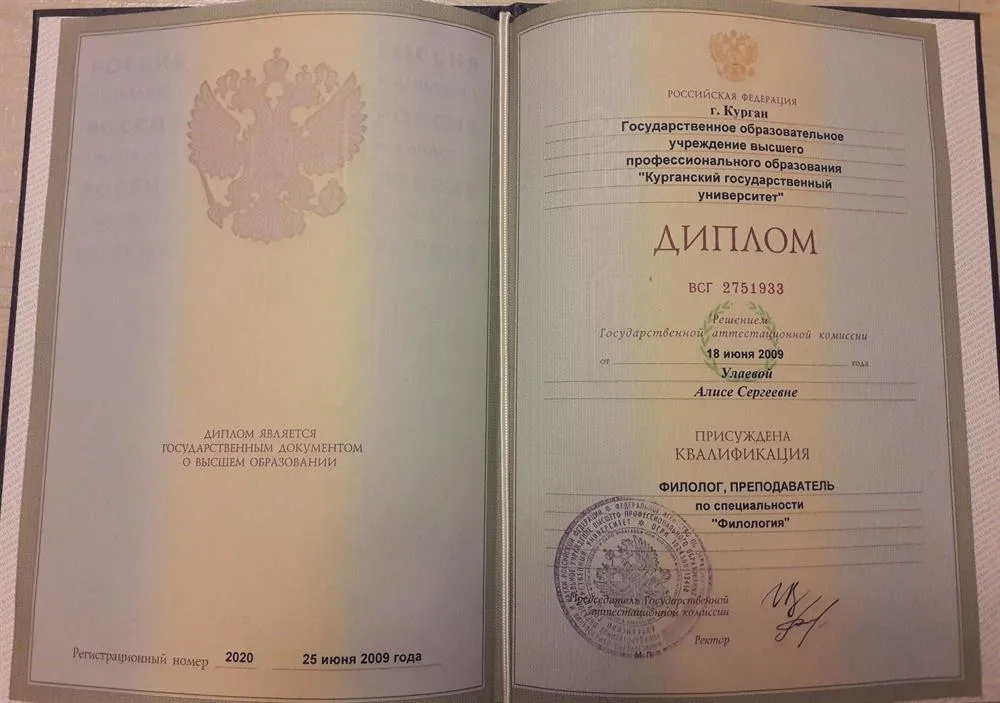 ДИПЛОМ ЯВЛЯЕТСЯ
ГОСУДАРСТВЕННЫМ ДОКУМЕНТОМ
О ВЫСШЕМ ОБРАЗОВАНИИ
Регистрационный номер 2020 25 июня 2009 года
РОССИЙСКАЯ ФЕДЕРАЦИЯ
г. Курган
Государственное образовательное
учреждение высшего
профессионального образования
"Курганский государственный
университет"
ДИПЛОМ
ВСГ 2751933
Решением
Государственной аттестационной комиссии
от 18 июня 2009 года
Улаевой
Алисе Сергеевне
ПРИСУЖДЕНА
КВАЛИФИКАЦИЯ
ФИЛОЛОГ, ПРЕПОДАВАТЕЛЬ
по специальности
"Филология"
Председатель Государственной
аттестационной комиссии
Ректор
М.П.